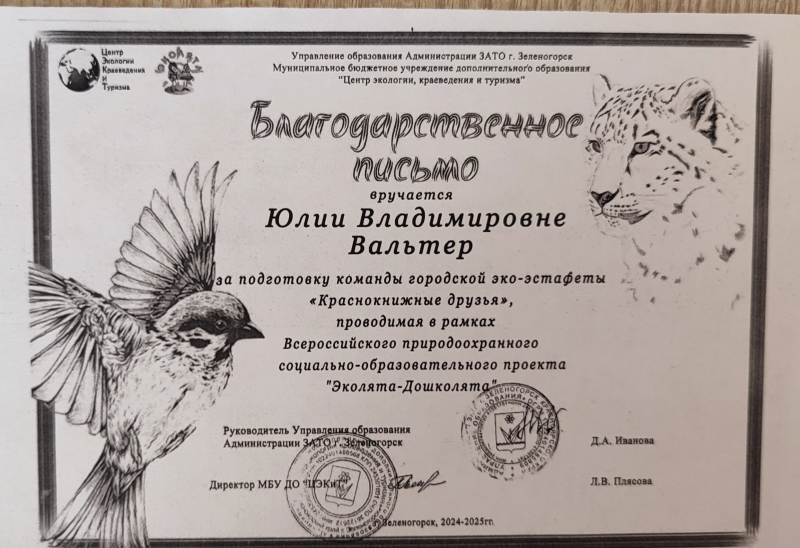 Центр
Экологии
Краеведения
И
Туризма
Управление образования Администрации ЗАТО г. Зеленогорск
Муниципальное бюджетное учреждение дополнительного образования
"Центр экологии, краеведения и туризма"
Благодарственное
письмо
вручается
Юлии Владимировне
Вальтер
за подготовку команды городской эко-эстафеты
«Краснокнижные друзья»,
проводимая в рамках
Всероссийского природоохранного
социально-образовательного проекта
"Эколята-Дошколята"
Руководитель Управления образования
Администрации ЗАТО г. Зеленогорск
Д.А. Иванова
Директор МБУ ДО "ЦЭКиТ"
Л.В. Плясова
г. Зеленогорск, 2024-2025гг.